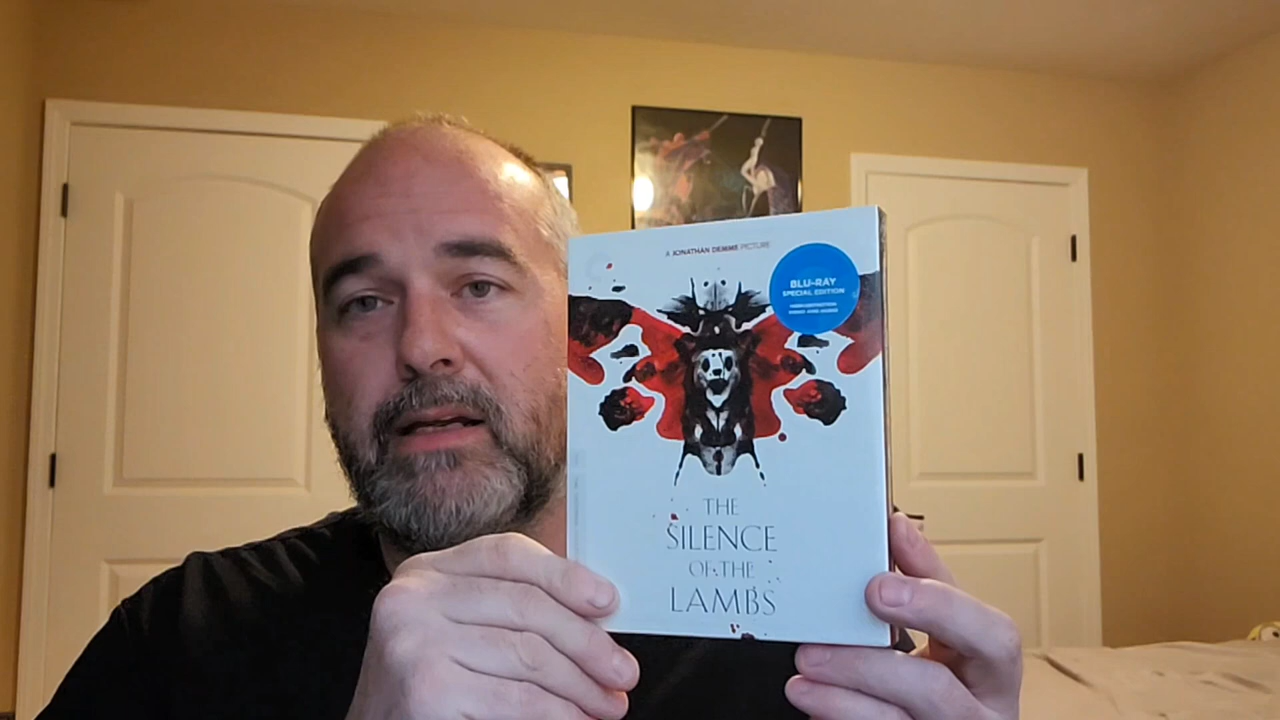 A JONATHAN DEMME PICTURE
BLU-RAY
SPECIAL EDITION
THE
SILENCE
OF THE
LAMBS